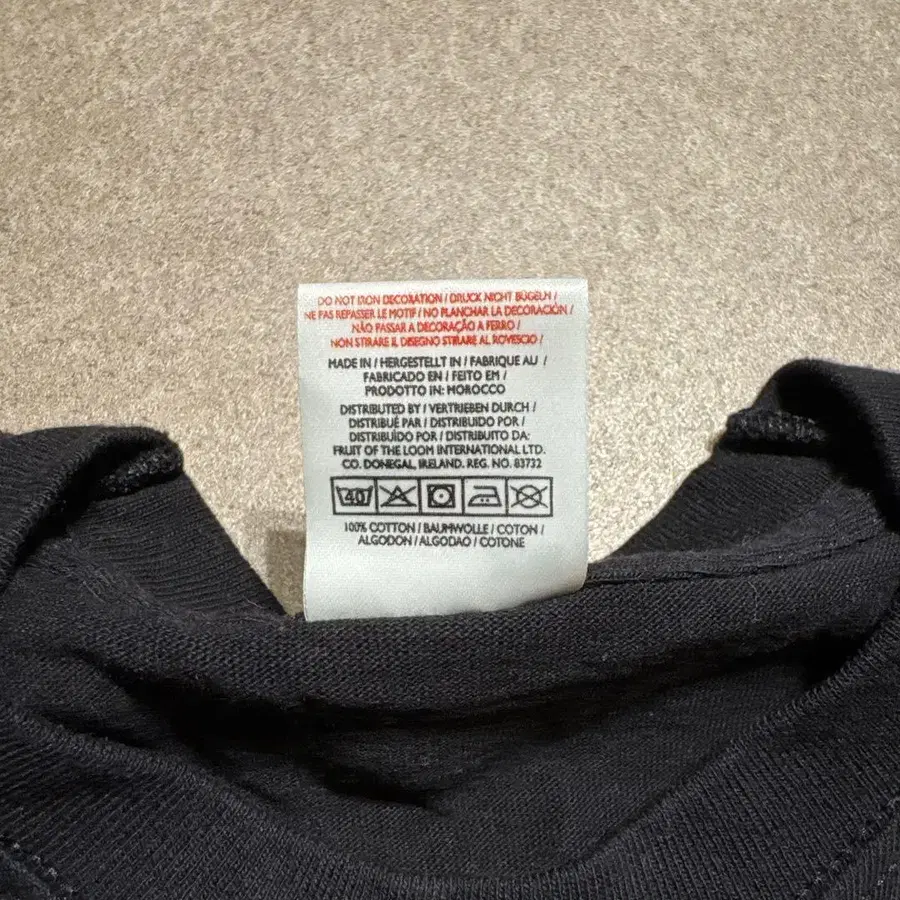 DO NOT IRON DECORATION / DRUCK NICHT BÜGELN /
NE PAS REPASSER LE MOTIF / NO PLANCHAR LA DECORACIÓN /
NÃO PASSAR A DECORAÇÃO A FERRO /
NON STIRARE IL DISEGNO STIRARE AL ROVESCIO /
MADE IN / HERGESTELLT IN / FABRIQUE AU /
FABRICADO EN / FEITO EM /
PRODOTTO IN: MOROCCO
DISTRIBUTED BY / VERTRIEBEN DURCH /
DISTRIBUÉ PAR / DISTRIBUIDO POR /
DISTRIBUÍDO POR / DISTRIBUITO DA:
FRUIT OF THE LOOM INTERNATIONAL LTD.
CO. DONEGAL, IRELAND. REG. NO. 83732
40
100% COTTON / BAUMWOLLE / COTON /
ALGODON / ALGODAO / COTONE